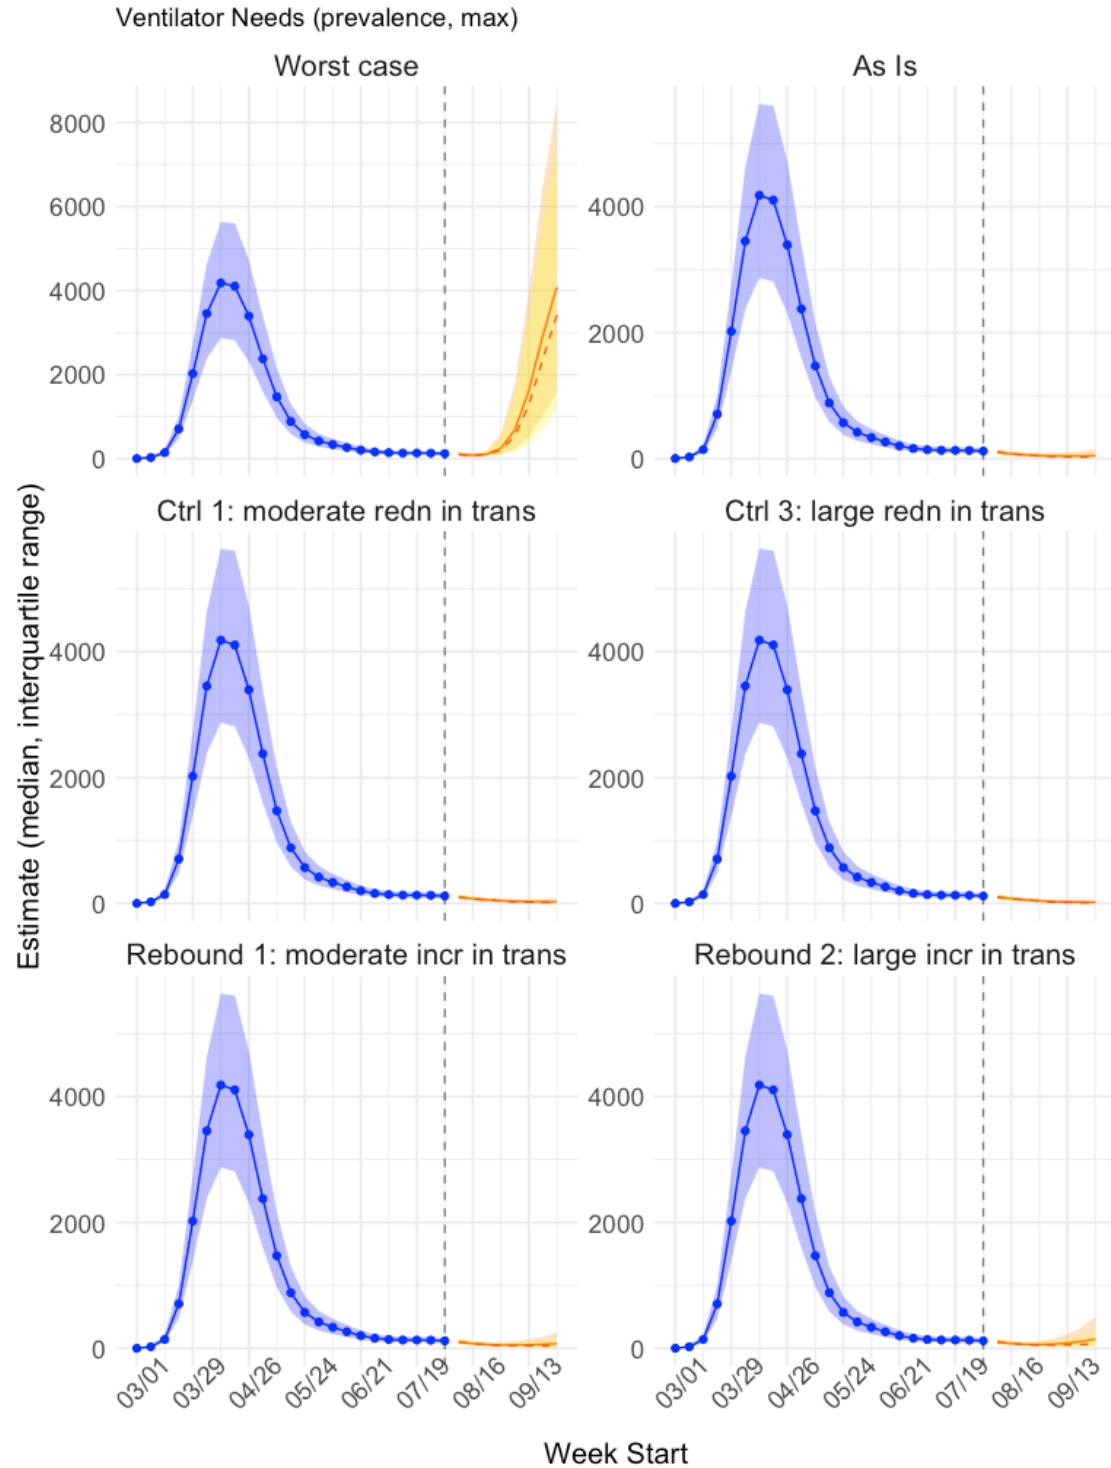 Ventilator Needs (prevalence, max)
Worst case
As Is
8000
6000
4000
2000
0
4000
2000
0
Estimate (median, interquartile range)
Ctrl 1: moderate redn in trans
Ctrl 3: large redn in trans
4000
2000
0
4000
2000
0
Rebound 1: moderate incr in trans
Rebound 2: large incr in trans
4000
2000
0
4000
2000
0
03/01 03/29 04/26 05/24 06/21 07/19 08/16 09/13
03/01 03/29 04/26 05/24 06/21 07/19 08/16 09/13
Week Start